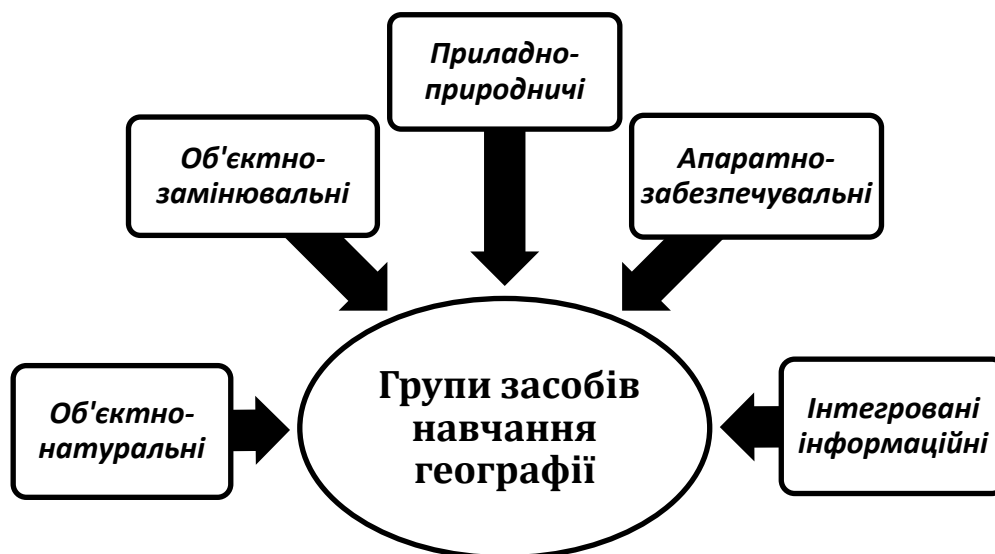 Приладно-
природничі
Об'єктно-
замінювальні
Апаратно-
забезпечувальні
Об'єктно-
натуральні
Групи засобів
навчання
географії
Інтегровані
інформаційні